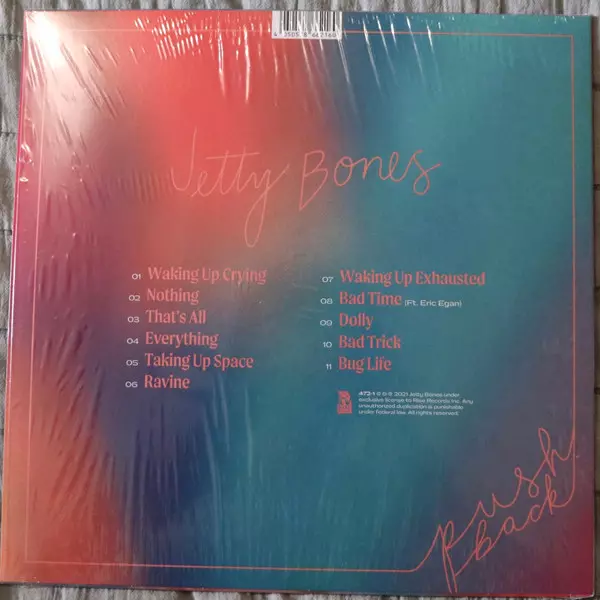 Jetty Bones
01 Waking Up Crying
02 Nothing
03 That's All
04 Everything
05 Taking Up Space
06 Ravine
07 Waking Up Exhausted
08 Bad Time (Ft. Eric Egan)
09 Dolly
10 Bad Trick
11 Bug Life
473-1 © & ℗ 2021 Jetty Bones under
exclusive license to Rise Records Inc. Any
unauthorized duplication is punishable
under federal law. All rights reserved
push
back